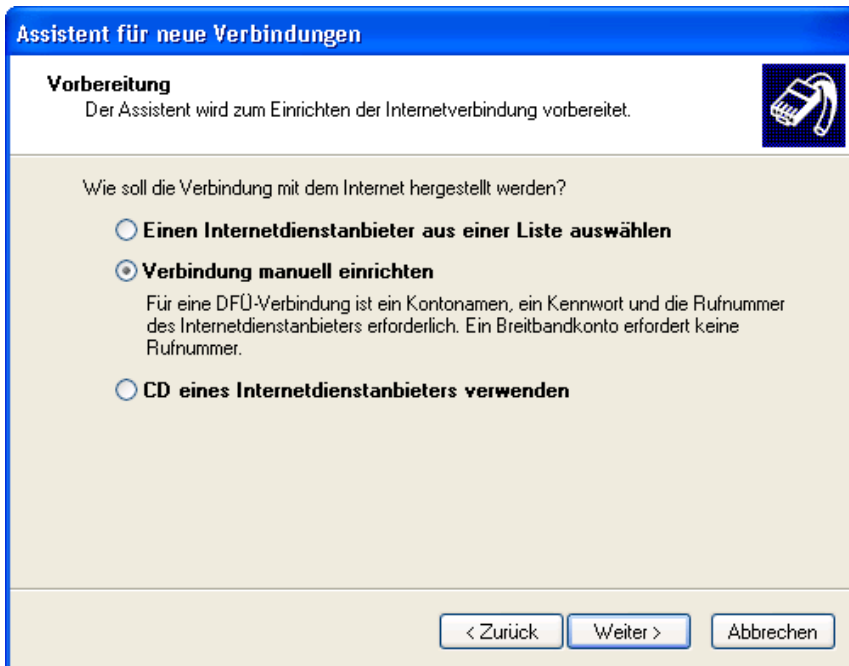 Assistent für neue Verbindungen
Vorbereitung
Der Assistent wird zum Einrichten der Internetverbindung vorbereitet.
Wie soll die Verbindung mit dem Internet hergestellt werden?
Einen Internetdienstanbieter aus einer Liste auswählen
Verbindung manuell einrichten
Für eine DFÜ-Verbindung ist ein Kontonamen, ein Kennwort und die Rufnummer
des Internetdienstanbieters erforderlich. Ein Breitbandkonto erfordert keine
Rufnummer.
CD eines Internetdienstanbieters verwenden
< Zurück Weiter > Abbrechen